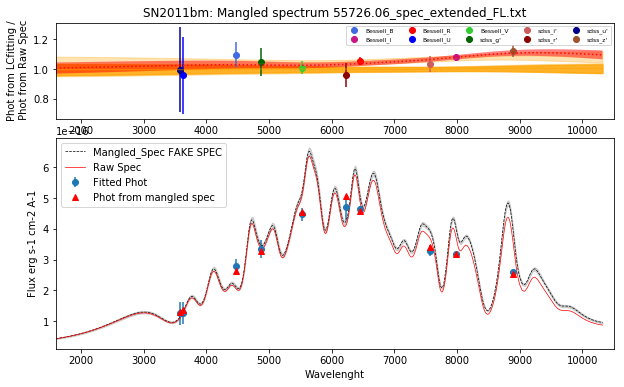 SN2011bm: Mangled spectrum 55726.06_spec_extended_FL.txt
Phot from LCfitting /
Phot from Raw Spec
1.2
1.0
0.8
Bessell_B
Bessell_I
Bessell_R
Bessell_U
Bessell_V
sdss_g'
sdss_i'
sdss_r'
sdss_u'
sdss_z'
2000 3000 4000 5000 6000 7000 8000 9000 10000
Flux erg s-1 cm-2 A-1
6
5
4
3
2
1
Mangled_Spec FAKE SPEC
Raw Spec
Fitted Phot
Phot from mangled spec
2000 3000 4000 5000 6000 7000 8000 9000 10000
Wavelenght